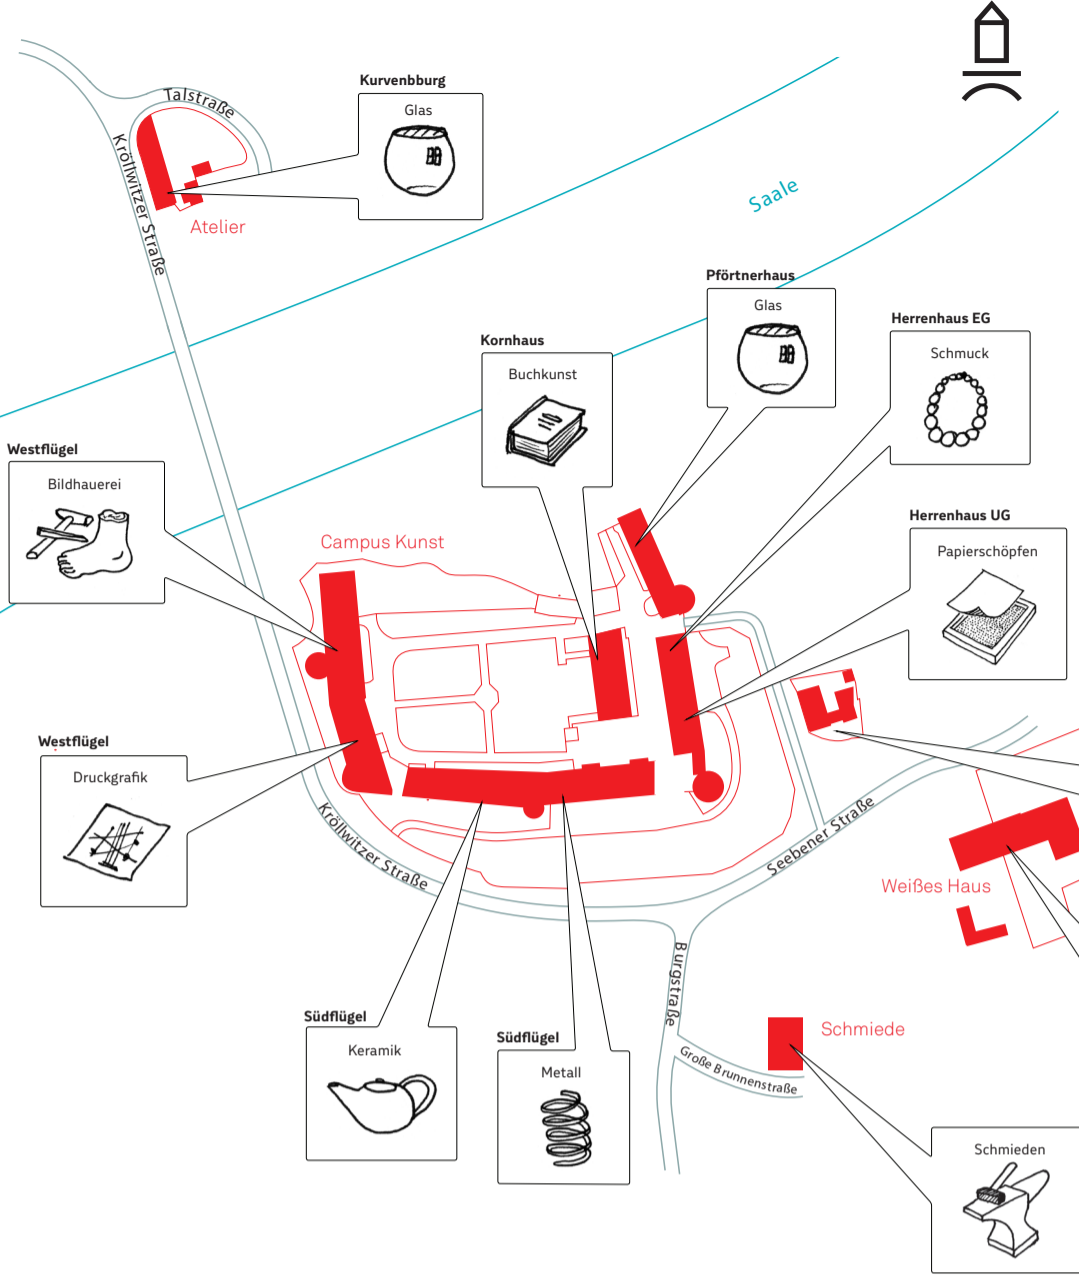 Kurvenbburg
Glas
Talstraße
Kröllwitzer Straße
Atelier
Saale
Pförtnerhaus
Glas
Herrenhaus EG
Schmuck
Kornhaus
Buchkunst
Westflügel
Bildhauerei
Herrenhaus UG
Papierschöpfen
Campus Kunst
Westflügel
Druckgrafik
Kröllwitzer Straße
Seebener Straße
Weißes Haus
Burgstraße
Südflügel
Keramik
Südflügel
Metall
Schmiede
Große Brunnenstraße
Schmieden